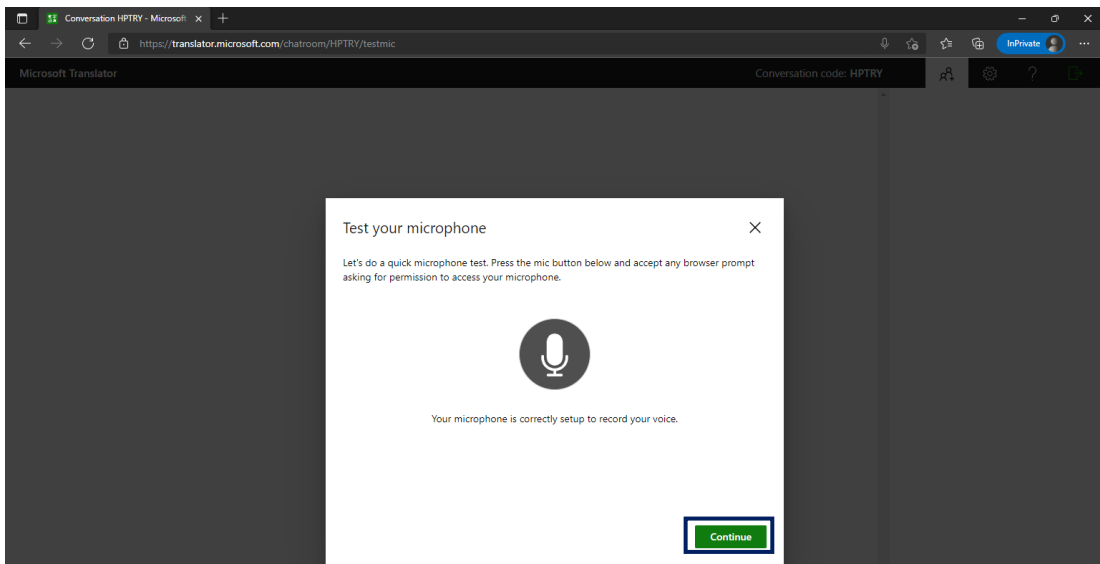 Conversation HPTRY - Microsoft
https://translator.microsoft.com/chatroom/HPTRY/testmic
InPrivate
Microsoft Translator
Conversation code: HPTRY
Test your microphone
Let's do a quick microphone test. Press the mic button below and accept any browser prompt
asking for permission to access your microphone.
Your microphone is correctly setup to record your voice.
Continue